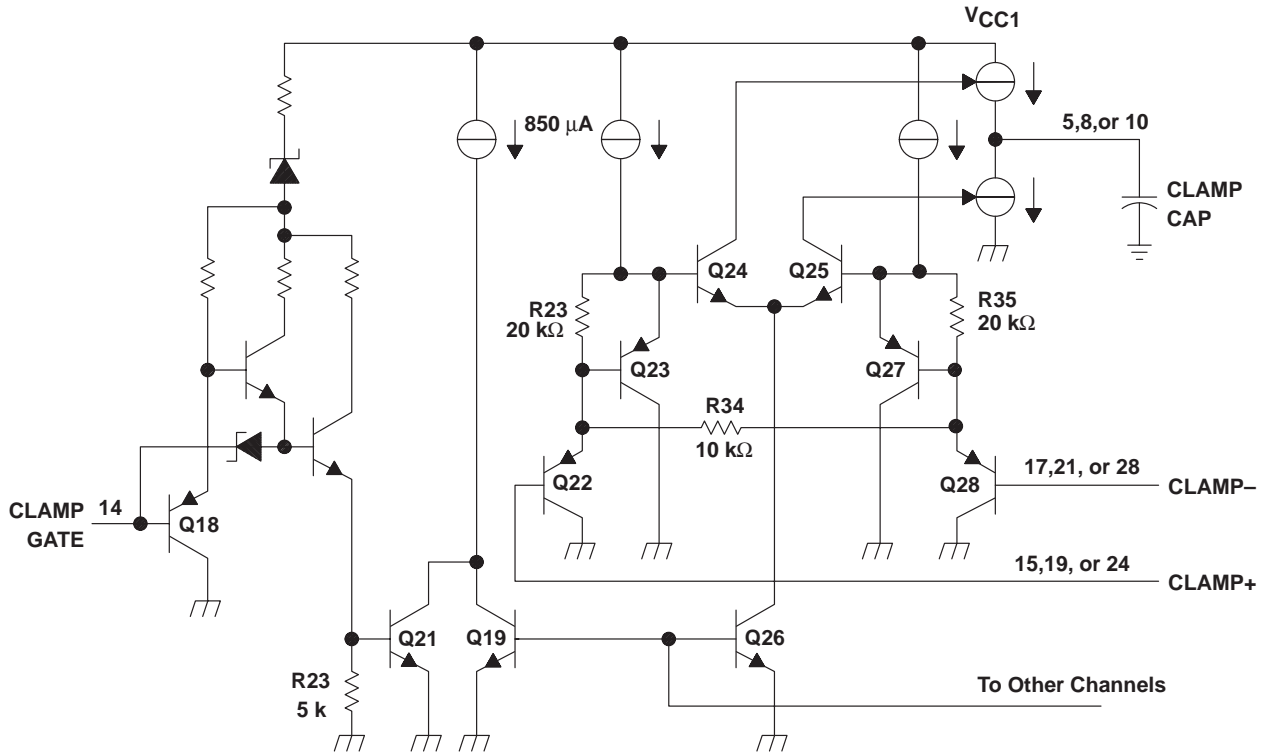 VCC1
850 μA
5,8,or 10
CLAMP
CAP
Q24
Q25
R23
20 kΩ
R35
20 kΩ
Q23
Q27
R34
10 kΩ
Q22
Q28
17,21, or 28
CLAMP–
CLAMP
GATE
14
Q18
15,19, or 24
CLAMP+
Q21
Q19
Q26
R23
5 k
To Other Channels